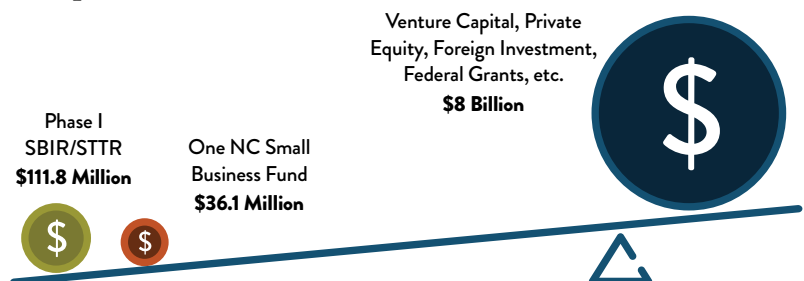 Venture Capital, Private
Equity, Foreign Investment,
Federal Grants, etc.
$8 Billion
$
Phase I
SBIR/STTR
$111.8 Million
One NC Small
Business Fund
$36.1 Million
$
$